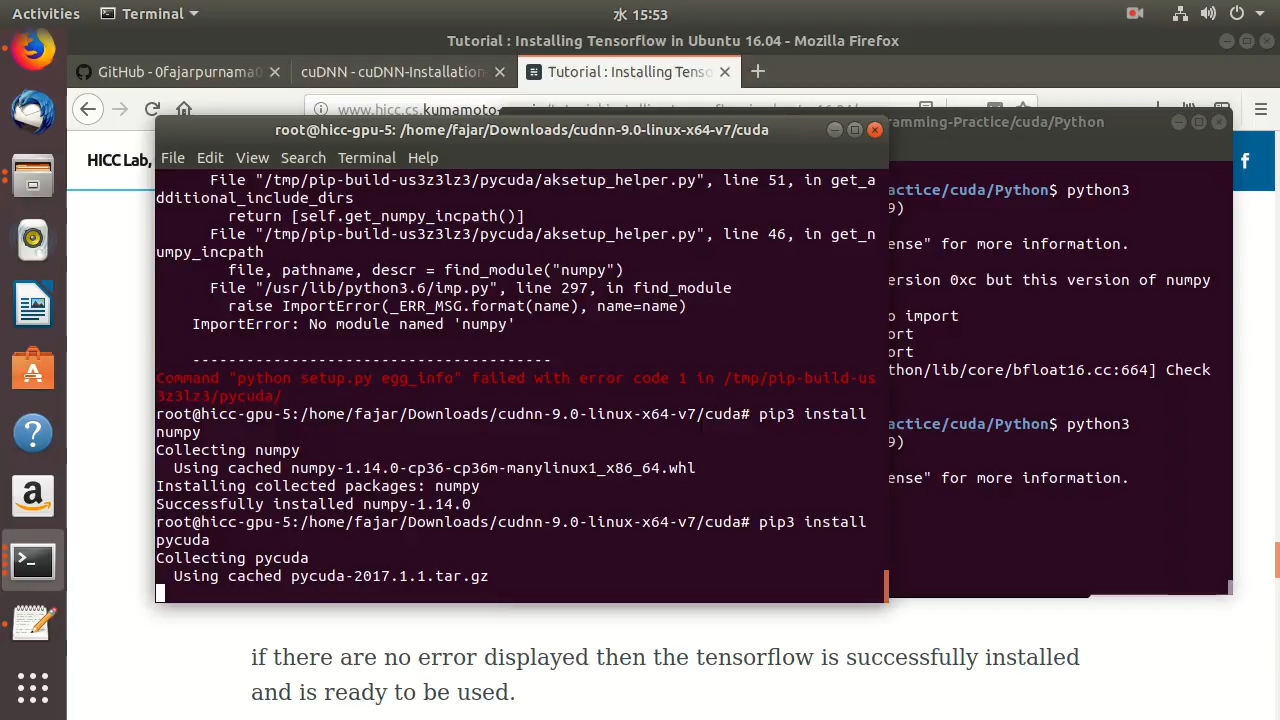 Activities
Terminal
水 15:53
Tutorial : Installing Tensorflow in Ubuntu 16.04 - Mozilla Firefox
GitHub - 0fajarpurnama0
cuDNN - cuDNN-Installation-
Tutorial : Installing Tenso
www.hicc.cs.kumamoto-
HICC Lab,
root@hicc-gpu-5: /home/fajar/Downloads/cudnn-9.0-linux-x64-v7/cuda
File Edit View Search Terminal Help
File "/tmp/pip-build-us3z3lz3/pycuda/aksetup_helper.py", line 51, in get_a
dditional_include_dirs
return [self.get_numpy_incpath()]
File "/tmp/pip-build-us3z3lz3/pycuda/aksetup_helper.py", line 46, in get_n
umpy_incpath
file, pathname, descr = find_module("numpy")
File "/usr/lib/python3.6/imp.py", line 297, in find_module
raise ImportError(_ERR_MSG.format(name), name=name)
ImportError: No module named 'numpy'
----------------------------------------
Command "python setup.py egg_info" failed with error code 1 in /tmp/pip-build-us
3z3lz3/pycuda/
root@hicc-gpu-5:/home/fajar/Downloads/cudnn-9.0-linux-x64-v7/cuda# pip3 install
numpy
Collecting numpy
Using cached numpy-1.14.0-cp36-cp36m-manylinux1_x86_64.whl
Installing collected packages: numpy
Successfully installed numpy-1.14.0
root@hicc-gpu-5:/home/fajar/Downloads/cudnn-9.0-linux-x64-v7/cuda# pip3 install
pycuda
Collecting pycuda
Using cached pycuda-2017.1.1.tar.gz
ramming-Practice/cuda/Python
actice/cuda/Python$ python3
9)
ense" for more information.
ersion 0xc but this version of numpy
o import
ort
ort
thon/lib/core/bfloat16.cc:664] Check
actice/cuda/Python$ python3
9)
ense" for more information.
if there are no error displayed then the tensorflow is successfully installed
and is ready to be used.